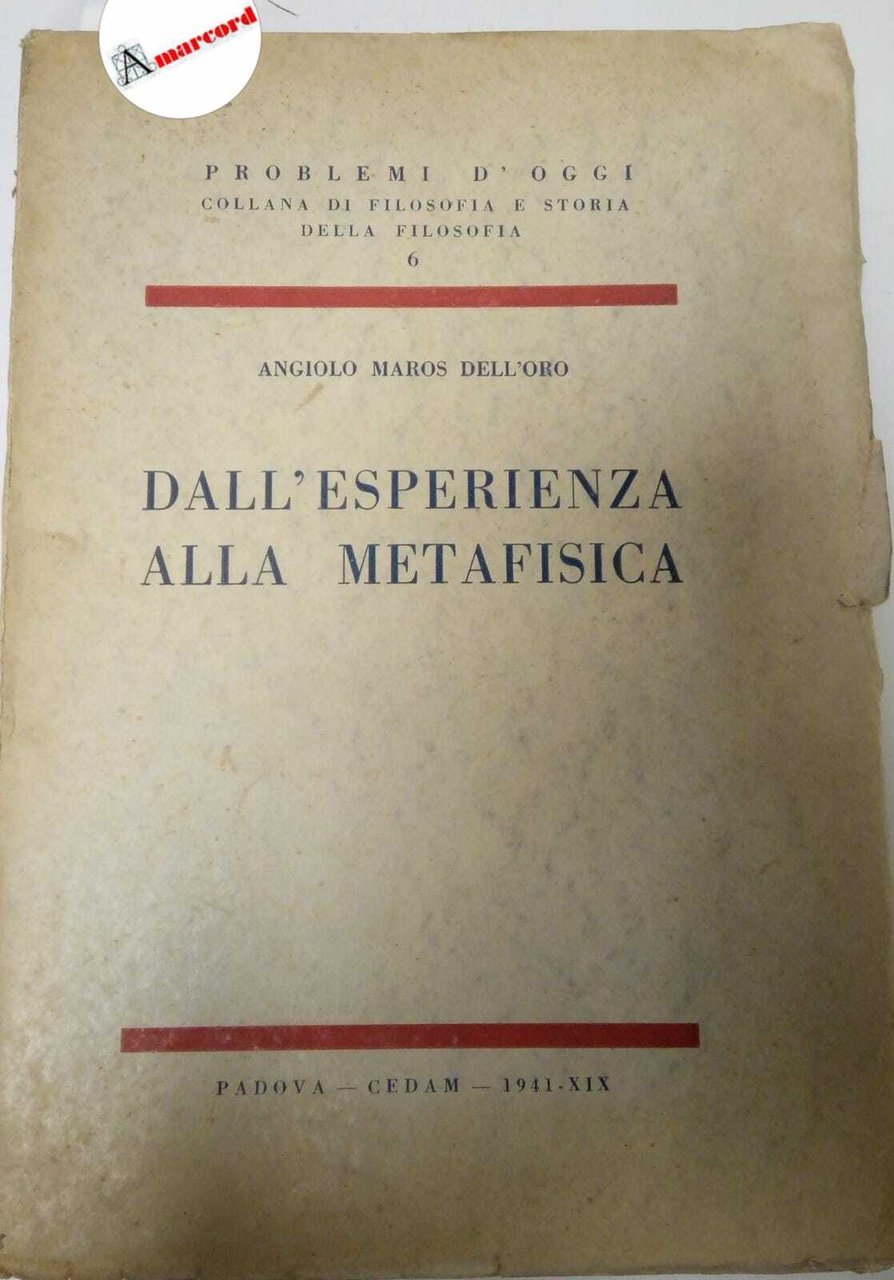 Amarcord
PROBLEMI D'OGGI
COLLANA DI FILOSOFIA E STORIA
DELLA FILOSOFIA
6
ANGIOLO MAROS DELL'ORO
DALL'ESPERIENZA
ALLA METAFISICA
PADOVA — CEDAM — 1941-XIX